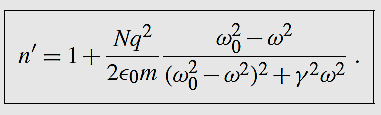 n′ = 1 + \frac{Nq^2}{2\epsilon_0 m} \frac{\omega_0^2 - \omega^2}{(\omega_0^2 - \omega^2)^2 + \gamma^2 \omega^2} .